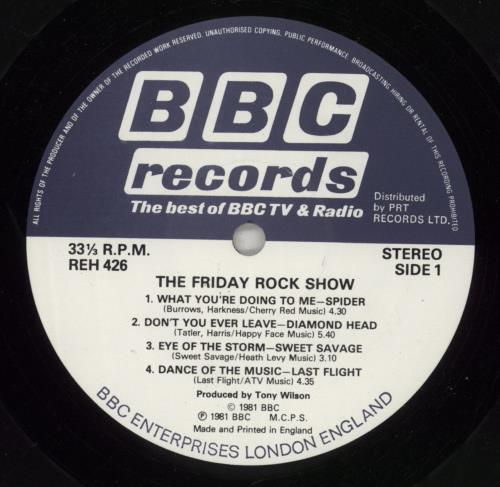 ALL RIGHTS OF THE PRODUCER AND OF THE OWNER OF THE RECORDED WORK RESERVED. UNAUTHORISED COPYING, PUBLIC PERFORMANCE, BROADCASTING HIRING OR RENTAL OF THIS RECORDING PROHIBITED
BBC
records
The best of BBC TV & Radio
Distributed
by PRT
RECORDS LTD.
33⅓ R.P.M.
REH 426
STEREO
SIDE 1
THE FRIDAY ROCK SHOW
1. WHAT YOU'RE DOING TO ME—SPIDER
(Burrows, Harkness/Cherry Red Music) 4.30
2. DON'T YOU EVER LEAVE—DIAMOND HEAD
(Tatler, Harris/Happy Face Music) 5.40
3. EYE OF THE STORM—SWEET SAVAGE
(Sweet Savage/Heath Levy Music) 3.10
4. DANCE OF THE MUSIC—LAST FLIGHT
(Last Flight/ATV Music) 4.35
Produced by Tony Wilson
© 1981 BBC
℗ 1981 BBC M.C.P.S.
Made and Printed in England
BBC ENTERPRISES LONDON ENGLAND